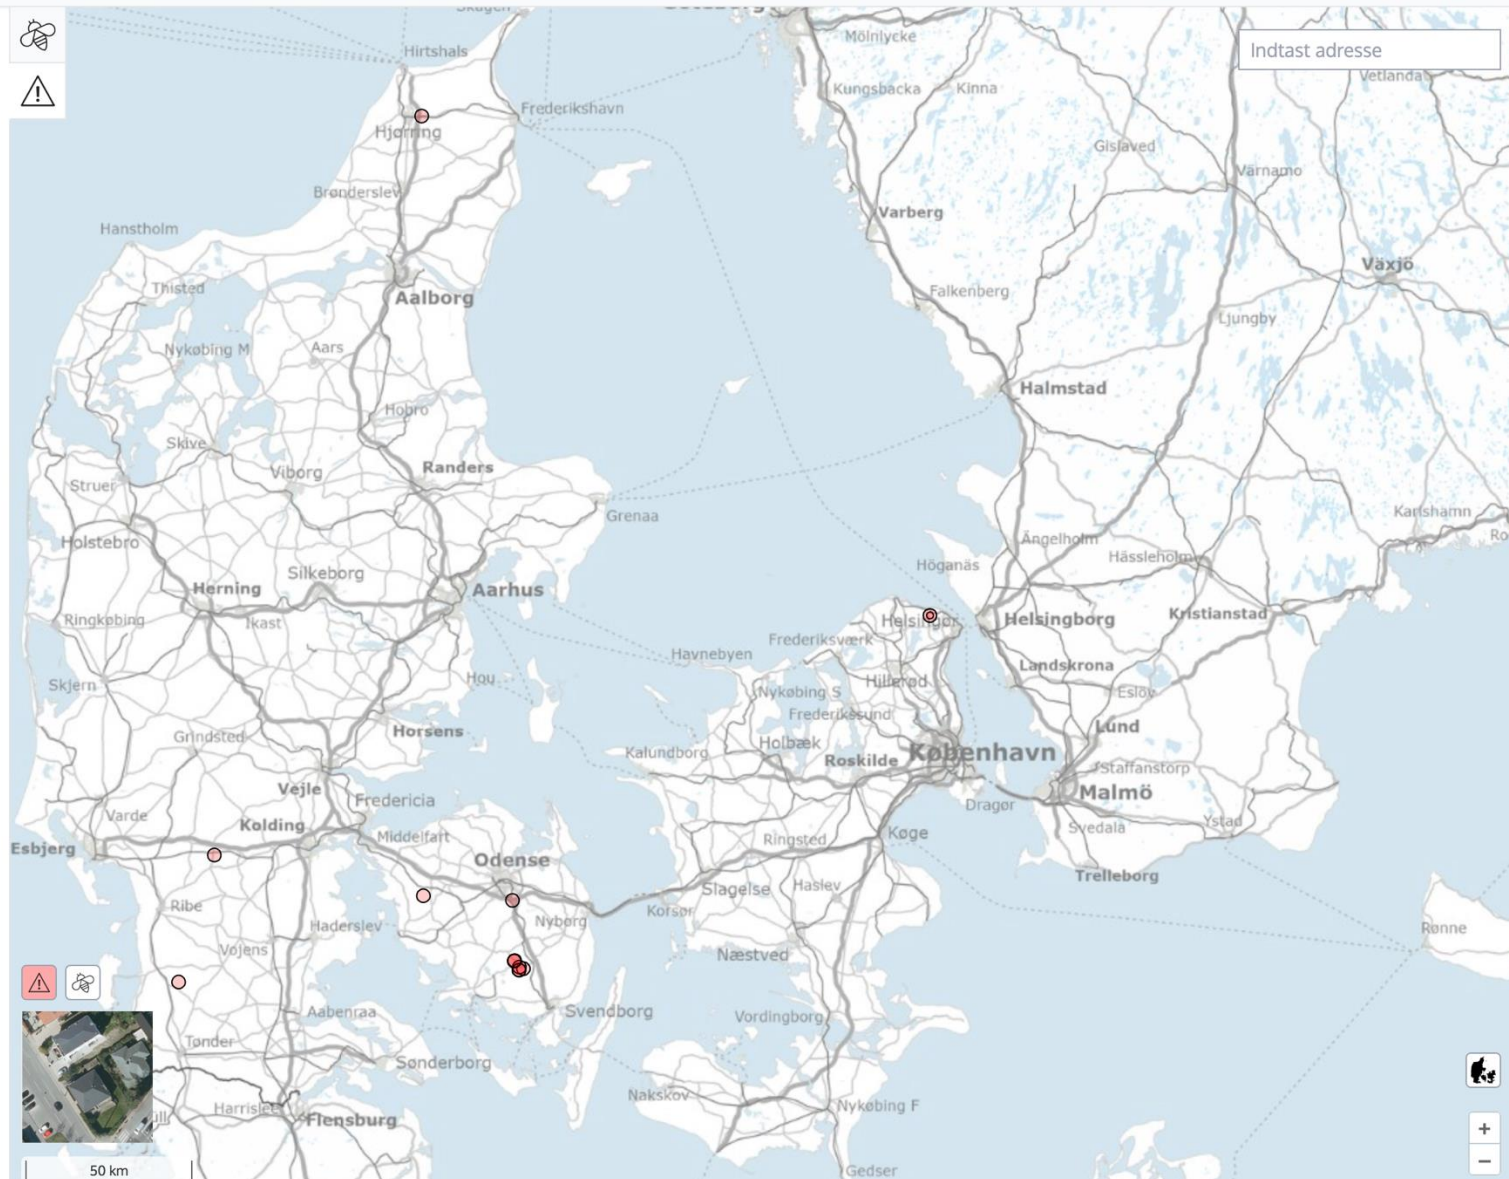 Skagen
Göteborg
Mölnlycke
Indtast adresse
Hirtshals
Kungsbacka
Kinna
Vetlanda
Frederikshavn
Hjørring
Gislaved
Värnamo
Brønderslev
Varberg
Hanstholm
Växjö
Thisted
Aalborg
Falkenberg
Ljungby
Nykøbing M
Aars
Halmstad
Hobro
Skive
Viborg
Randers
Struer
Grenaa
Karlshamn
Holstebro
Ängelholm
Ro
Hässleholm
Höganäs
Silkeborg
Herning
Aarhus
Ringkøbing
Ikast
Helsingør
Helsingborg
Kristianstad
Frederiksværk
Havnebyen
Landskrona
Skjern
Hou
Hillerød
Nykøbing S
Eslöv
Frederikssund
Lund
Grindsted
Horsens
Holbæk
København
Kalundborg
Roskilde
Staffanstorp
Vejle
Malmö
Fredericia
Dragør
Varde
Kolding
Middelfart
Svedala
Ystad
Køge
Ringsted
Esbjerg
Odense
Trelleborg
Slagelse
Haslev
Ribe
Korsør
Nyborg
Haderslev
Rønne
Vojens
Næstved
Aabenraa
Svendborg
Vordingborg
Tønder
Sønderborg
Nakskov
Harrislee
Nykøbing F
Flensburg
üll
+
50 km
−
Gedser